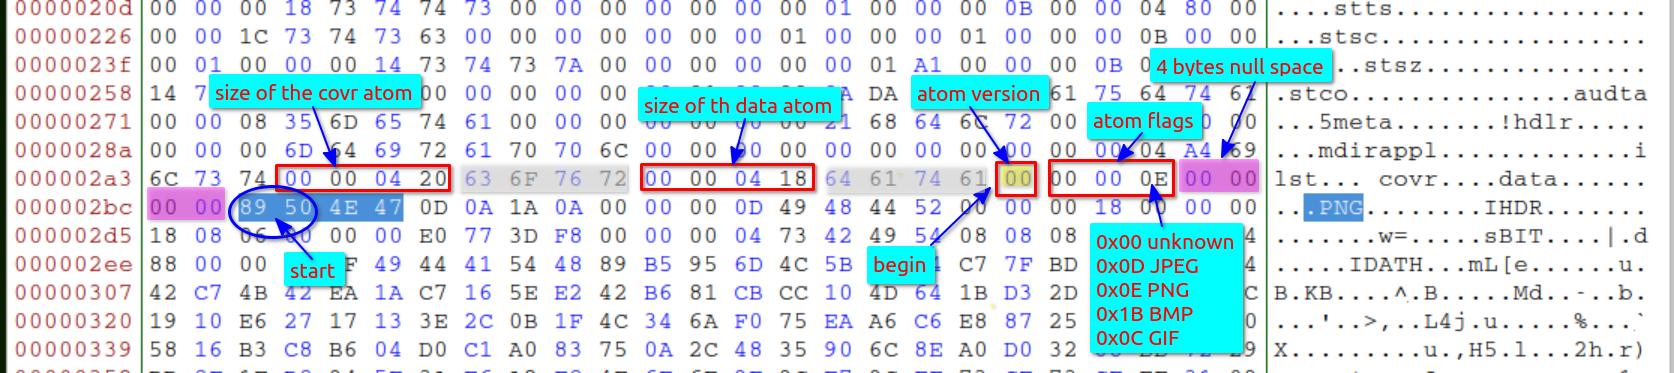 0000020d 00 00 00 18 73 74 74 73 00 00 00 00 00 00 00 01 00 00 00 0B 00 00 04 80 00 ....stts.................
00000226 00 00 1C 73 74 73 63 00 00 00 00 00 00 00 01 00 00 00 01 00 00 00 0B 00 00 ...stsc..................
0000023f 00 01 00 00 00 14 73 74 73 7A 00 00 00 00 00 00 01 A1 00 00 00 0B ..stsz...............
4 bytes null space
size of the covr atom
size of th data atom
atom version
00000258 14 00 00 00 00 DA 61 75 64 74 61 .stco...............audta
atom flags
00000271 00 00 08 35 6D 65 74 61 00 00 00 00 00 00 00 21 68 64 6C 72 00 00 ...5meta.......!hdlr.....
0000028a 00 00 00 6D 64 69 72 61 70 70 6C 00 00 00 00 00 00 00 00 00 00 00 04 A4 69 ...mdirappl.............i
000002a3 6C 73 74 00 00 04 20 63 6F 76 72 00 00 04 18 64 61 74 61 00 00 00 0E 00 00 lst... covr....data......
000002bc 00 00 89 50 4E 47 0D 0A 1A 0A 00 00 00 0D 49 48 44 52 00 00 00 18 00 00 00 ...PNG........IHDR.......
000002d5 18 08 06 00 00 00 E0 77 3D F8 00 00 00 04 73 42 49 54 08 08 08 .......w=.....sBIT....|.d
start
begin
0x00 unknown
0x0D JPEG
0x0E PNG
0x1B BMP
0x0C GIF
000002ee 88 00 00 49 44 41 54 48 89 B5 95 6D 4C 5B C7 7F BD .....IDATH...mL[e......u.
00000307 42 C7 4B 42 EA 1A C7 16 5E E2 42 B6 81 CB CC 10 4D 64 1B D3 2D B.KB....^.B.....Md..-..b.
00000320 19 10 E6 27 17 13 3E 2C 0B 1F 4C 34 6A F0 75 EA A6 C6 E8 87 25 ...'..>,..L4j.u.....%...`
00000339 58 16 B3 C8 B6 04 D0 C1 A0 83 75 0A 2C 48 35 90 6C 8E A0 D0 32 X.........u.,H5.l...2h.r)